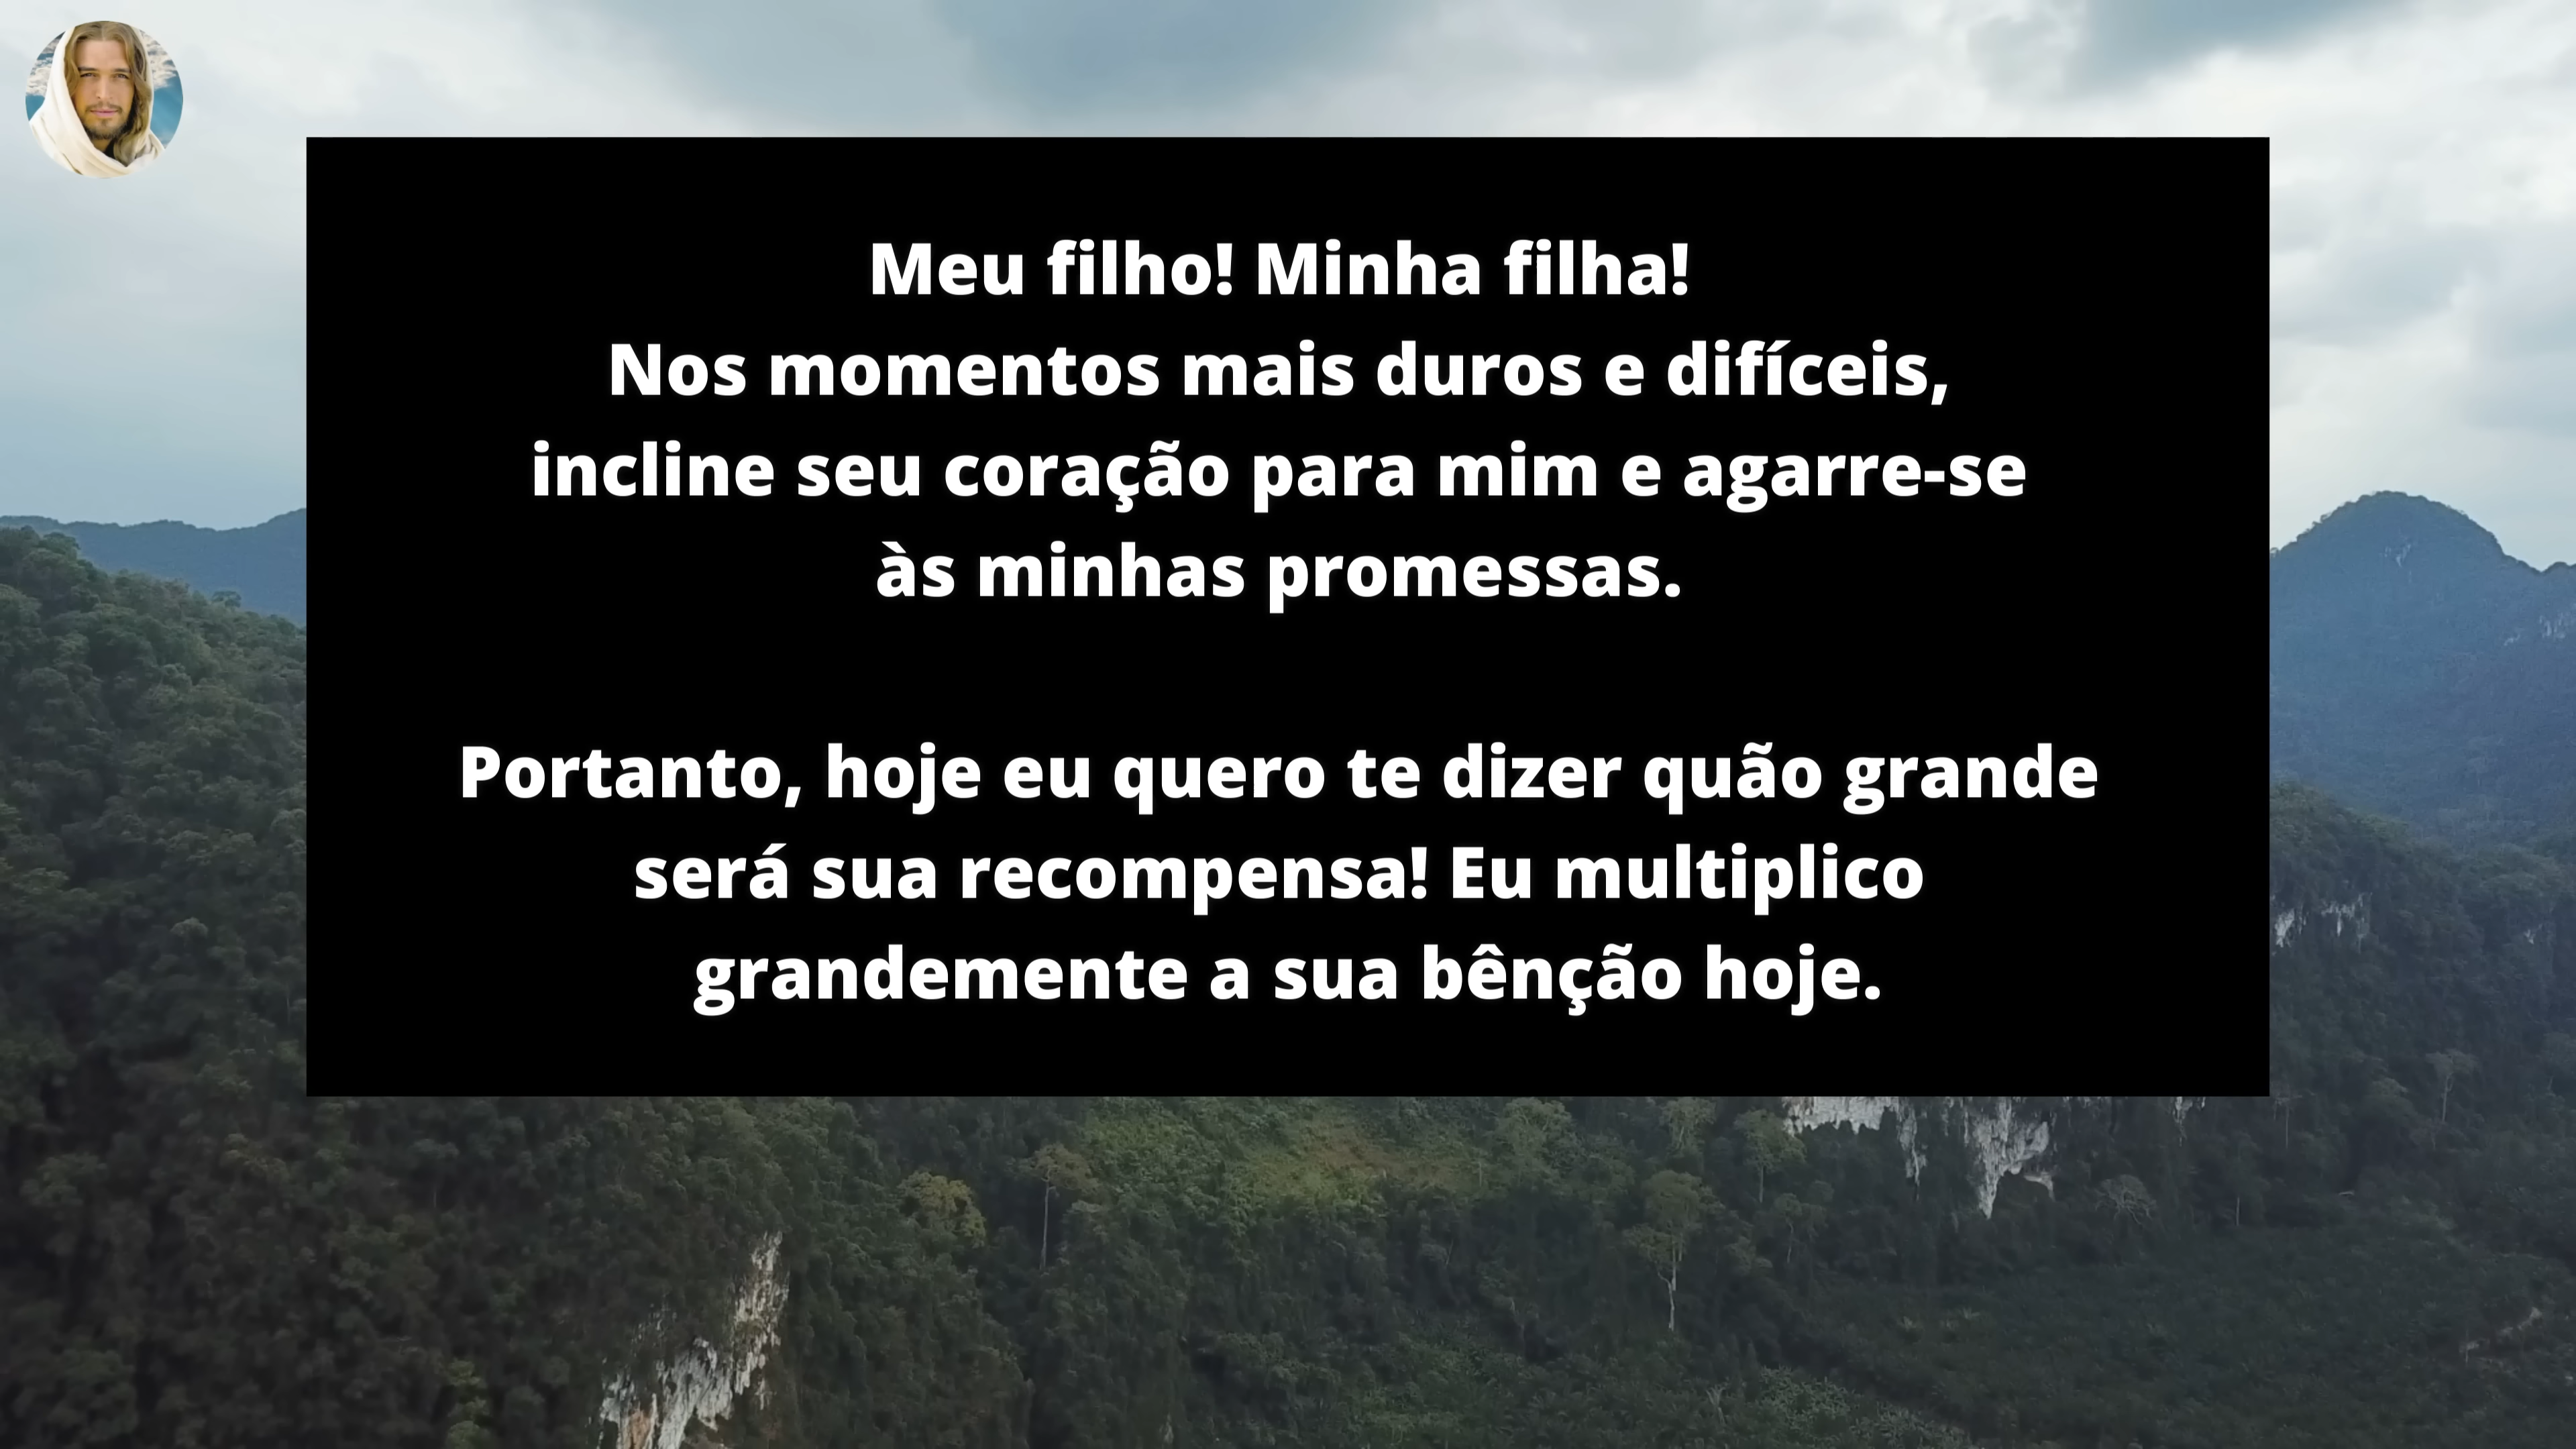 Meu filho! Minha filha!
Nos momentos mais duros e difíceis,
incline seu coração para mim e agarre-se
às minhas promessas.
Portanto, hoje eu quero te dizer quão grande
será sua recompensa! Eu multiplico
grandemente a sua bênção hoje.